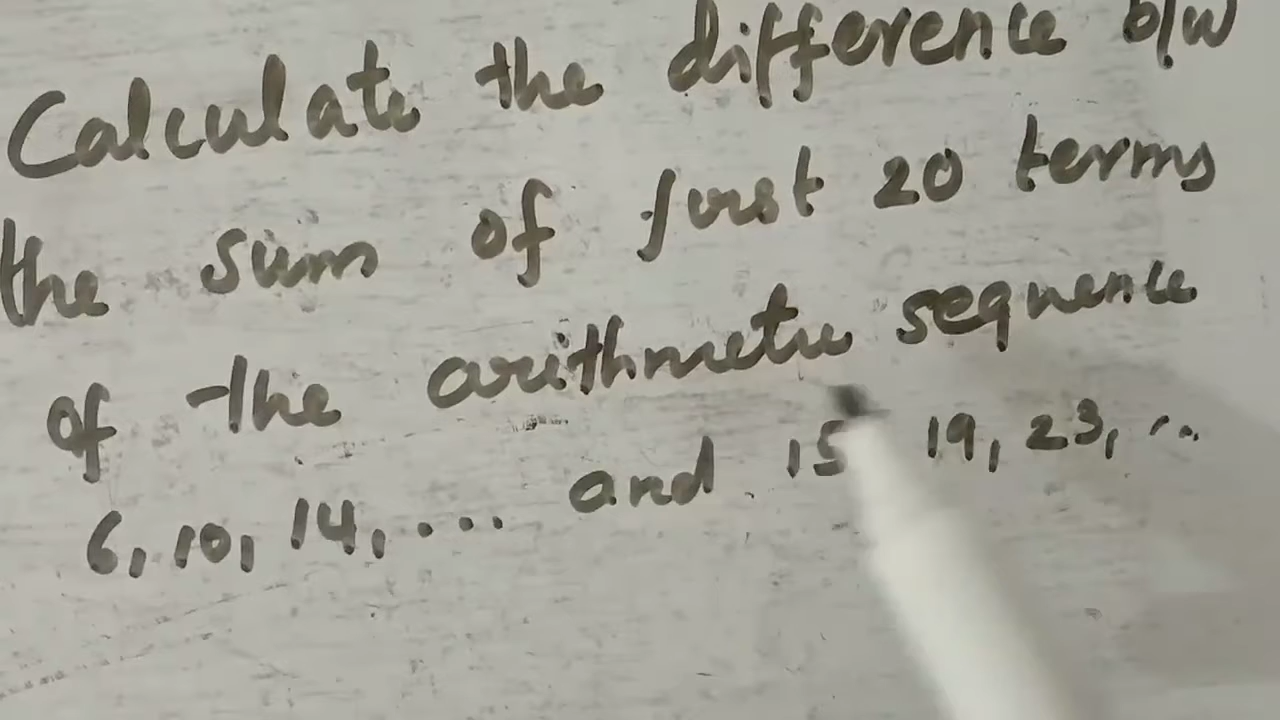 Calculate the difference b/w
the sum of first 20 terms
of the arithmetic sequence
6, 10, 14, .... and 15 19, 23, ...